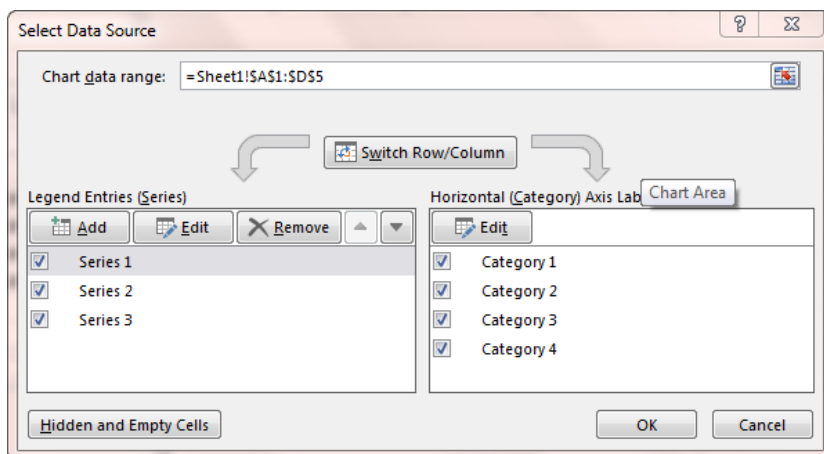 Select Data Source
Chart data range: =Sheet1!$A$1:$D$5
Switch Row/Column
Legend Entries (Series)
Add Edit Remove
Series 1
Series 2
Series 3
Horizontal (Category) Axis Lab
Chart Area
Edit
Category 1
Category 2
Category 3
Category 4
Hidden and Empty Cells
OK Cancel